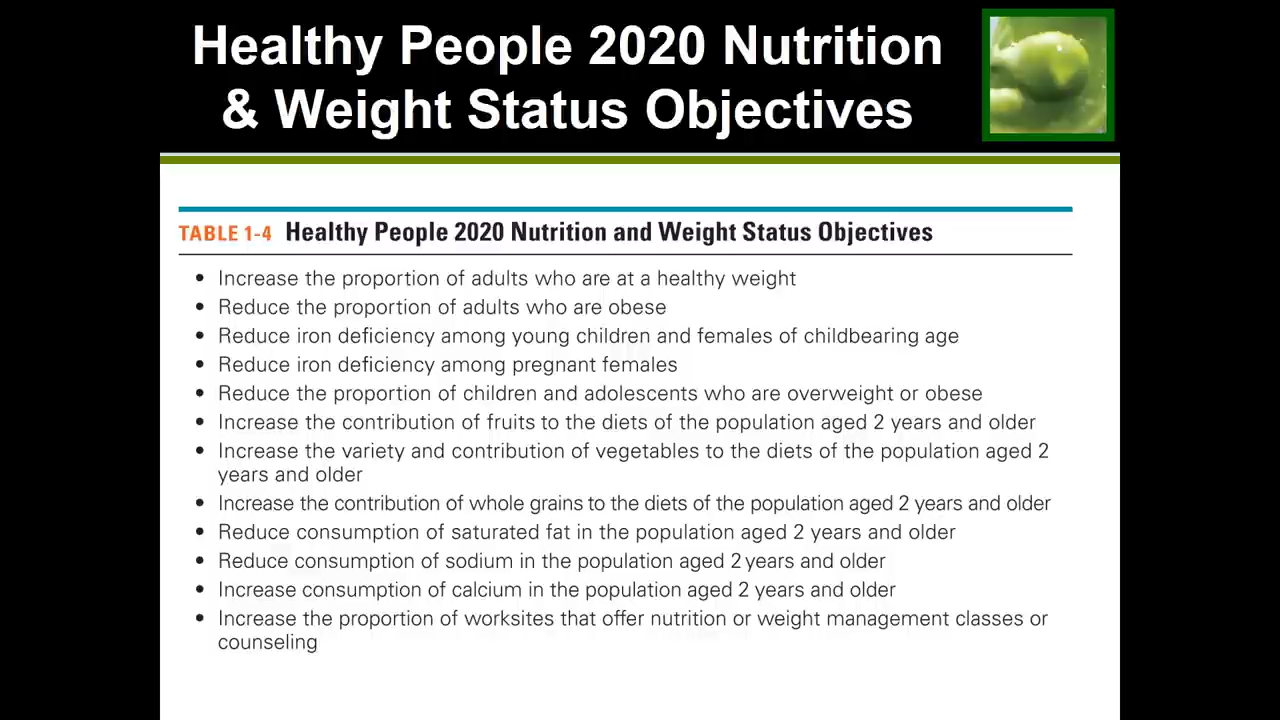 Healthy People 2020 Nutrition
& Weight Status Objectives
TABLE 1-4 Healthy People 2020 Nutrition and Weight Status Objectives
• Increase the proportion of adults who are at a healthy weight
• Reduce the proportion of adults who are obese
• Reduce iron deficiency among young children and females of childbearing age
• Reduce iron deficiency among pregnant females
• Reduce the proportion of children and adolescents who are overweight or obese
• Increase the contribution of fruits to the diets of the population aged 2 years and older
• Increase the variety and contribution of vegetables to the diets of the population aged 2
years and older
• Increase the contribution of whole grains to the diets of the population aged 2 years and older
• Reduce consumption of saturated fat in the population aged 2 years and older
• Reduce consumption of sodium in the population aged 2 years and older
• Increase consumption of calcium in the population aged 2 years and older
• Increase the proportion of worksites that offer nutrition or weight management classes or
counseling